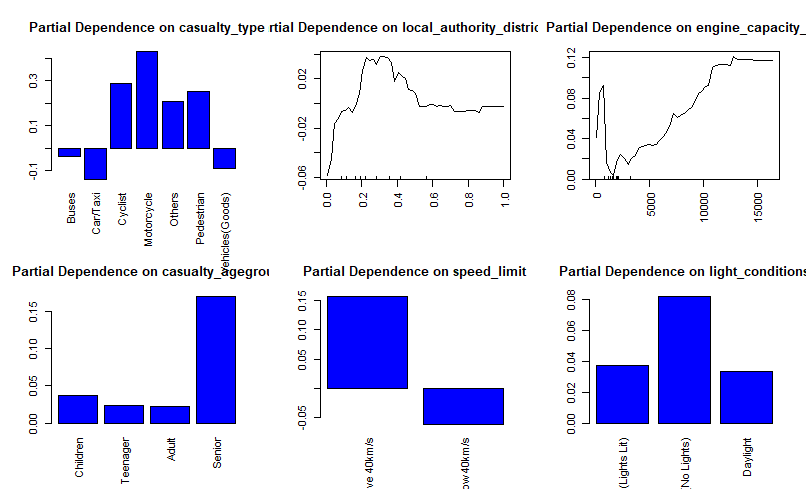 Partial Dependence on casualty_type
rtial Dependence on local_authority_distric
Partial Dependence on engine_capacity_
0.3
0.1
-0.1
Buses
Car/Taxi
Cyclist
Motorcycle
Others
Pedestrian
Vehicles(Goods)
0.02
-0.02
-0.06
0.0
0.2
0.4
0.6
0.8
1.0
0.12
0.08
0.04
0.00
0
5000
10000
15000
Partial Dependence on casualty_agegrou
Partial Dependence on speed_limit
Partial Dependence on light_conditions
0.15
0.10
0.05
0.00
Children
Teenager
Adult
Senior
0.15
0.10
0.05
-0.05
ve 40km/s
ow40km/s
0.08
0.06
0.04
0.02
0.00
(Lights Lit)
(No Lights)
Daylight